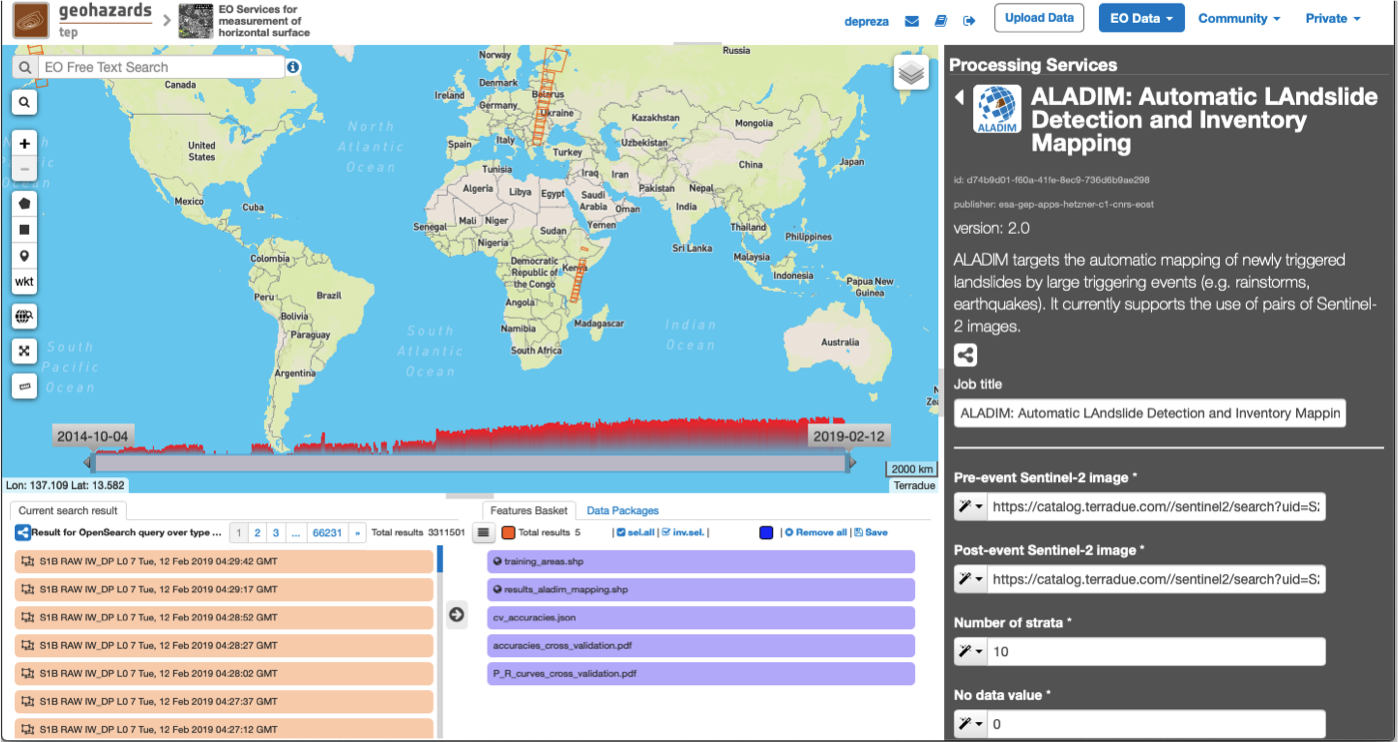 geohazards
tep
EO Services for
measurement of
horizontal surface
depreza
Upload Data
EO Data
Community
Private
EO Free Text Search
Norway
Russia
Canada
Denmark
Ireland
Belarus
Germany
Ukraine
Kazakhstan
Mongolia
North
Atlantic
Ocean
United
States
Spain
Italy
Turkey
Uzbekistan
China
Japan
Tunisia
Iraq
Iran
Algeria
Libya
Egypt
Saudi
Arabia
Pakistan
Nepal
Mexico
Cuba
Oman
India
Mali
Niger
Sudan
Yemen
Thailand
Senegal
Nigeria
Philippines
Sri Lanka
Colombia
Democratic
Republic of
the Congo
Kenya
Malaysia
Indonesia
Papua New
Guinea
wkt
Peru
Brazil
Angola
Bolivia
Namibia
Madagascar
Paraguay
South
Atlantic
Ocean
Indian
Ocean
South Africa
Australia
South
Pacific
Ocean
Argentina
2014-10-04
2019-02-12
2000 km
Lon: 137.109 Lat: 13.582
Terradue
Current search result
Result for OpenSearch query over type ...
1
2
3
...
66231
»
Total results 3311501
S1B RAW IW_DP L0 7 Tue, 12 Feb 2019 04:29:42 GMT
S1B RAW IW_DP L0 7 Tue, 12 Feb 2019 04:29:17 GMT
S1B RAW IW_DP L0 7 Tue, 12 Feb 2019 04:28:52 GMT
S1B RAW IW_DP L0 7 Tue, 12 Feb 2019 04:28:27 GMT
S1B RAW IW_DP L0 7 Tue, 12 Feb 2019 04:28:02 GMT
S1B RAW IW_DP L0 7 Tue, 12 Feb 2019 04:27:37 GMT
S1B RAW IW_DP L0 7 Tue, 12 Feb 2019 04:27:12 GMT
Features Basket
Data Packages
Total results 5
| sel.all | inv.sel. |
| Remove all | Save
training_areas.shp
results_aladim_mapping.shp
cv_accuracies.json
accuracies_cross_validation.pdf
P_R_curves_cross_validation.pdf
Processing Services
ALADIM
ALADIM: Automatic LAndslide
Detection and Inventory
Mapping
id: d74b9d01-f60a-41fe-8ec9-736d6b9ae298
publisher: esa-gep-apps-hetzner-c1-cnrs-eost
version: 2.0
ALADIM targets the automatic mapping of newly triggered
landslides by large triggering events (e.g. rainstorms,
earthquakes). It currently supports the use of pairs of Sentinel-
2 images.
Job title
ALADIM: Automatic LAndslide Detection and Inventory Mappin
Pre-event Sentinel-2 image *
https://catalog.terradue.com//sentinel2/search?uid=S
Post-event Sentinel-2 image *
https://catalog.terradue.com//sentinel2/search?uid=S
Number of strata *
10
No data value *
0